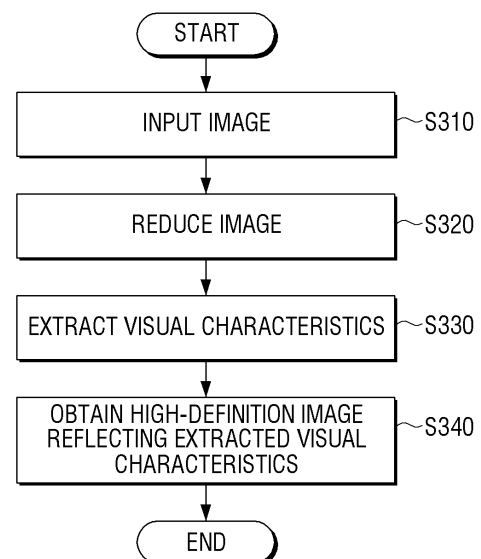 START
INPUT IMAGE
S310
REDUCE IMAGE
S320
EXTRACT VISUAL CHARACTERISTICS
S330
OBTAIN HIGH-DEFINITION IMAGE
REFLECTING EXTRACTED VISUAL
CHARACTERISTICS
S340
END